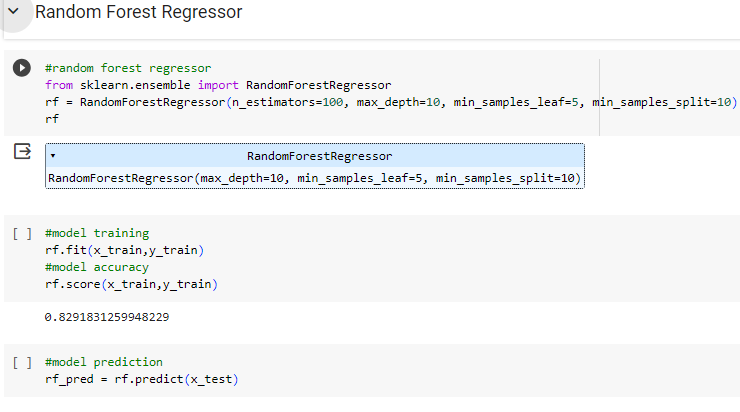 Random Forest Regressor
#random forest regressor
from sklearn.ensemble import RandomForestRegressor
rf = RandomForestRegressor(n_estimators=100, max_depth=10, min_samples_leaf=5, min_samples_split=10)
rf
RandomForestRegressor
RandomForestRegressor(max_depth=10, min_samples_leaf=5, min_samples_split=10)
[ ] #model training
rf.fit(x_train,y_train)
#model accuracy
rf.score(x_train,y_train)
0.8291831259948229
[ ] #model prediction
rf_pred = rf.predict(x_test)